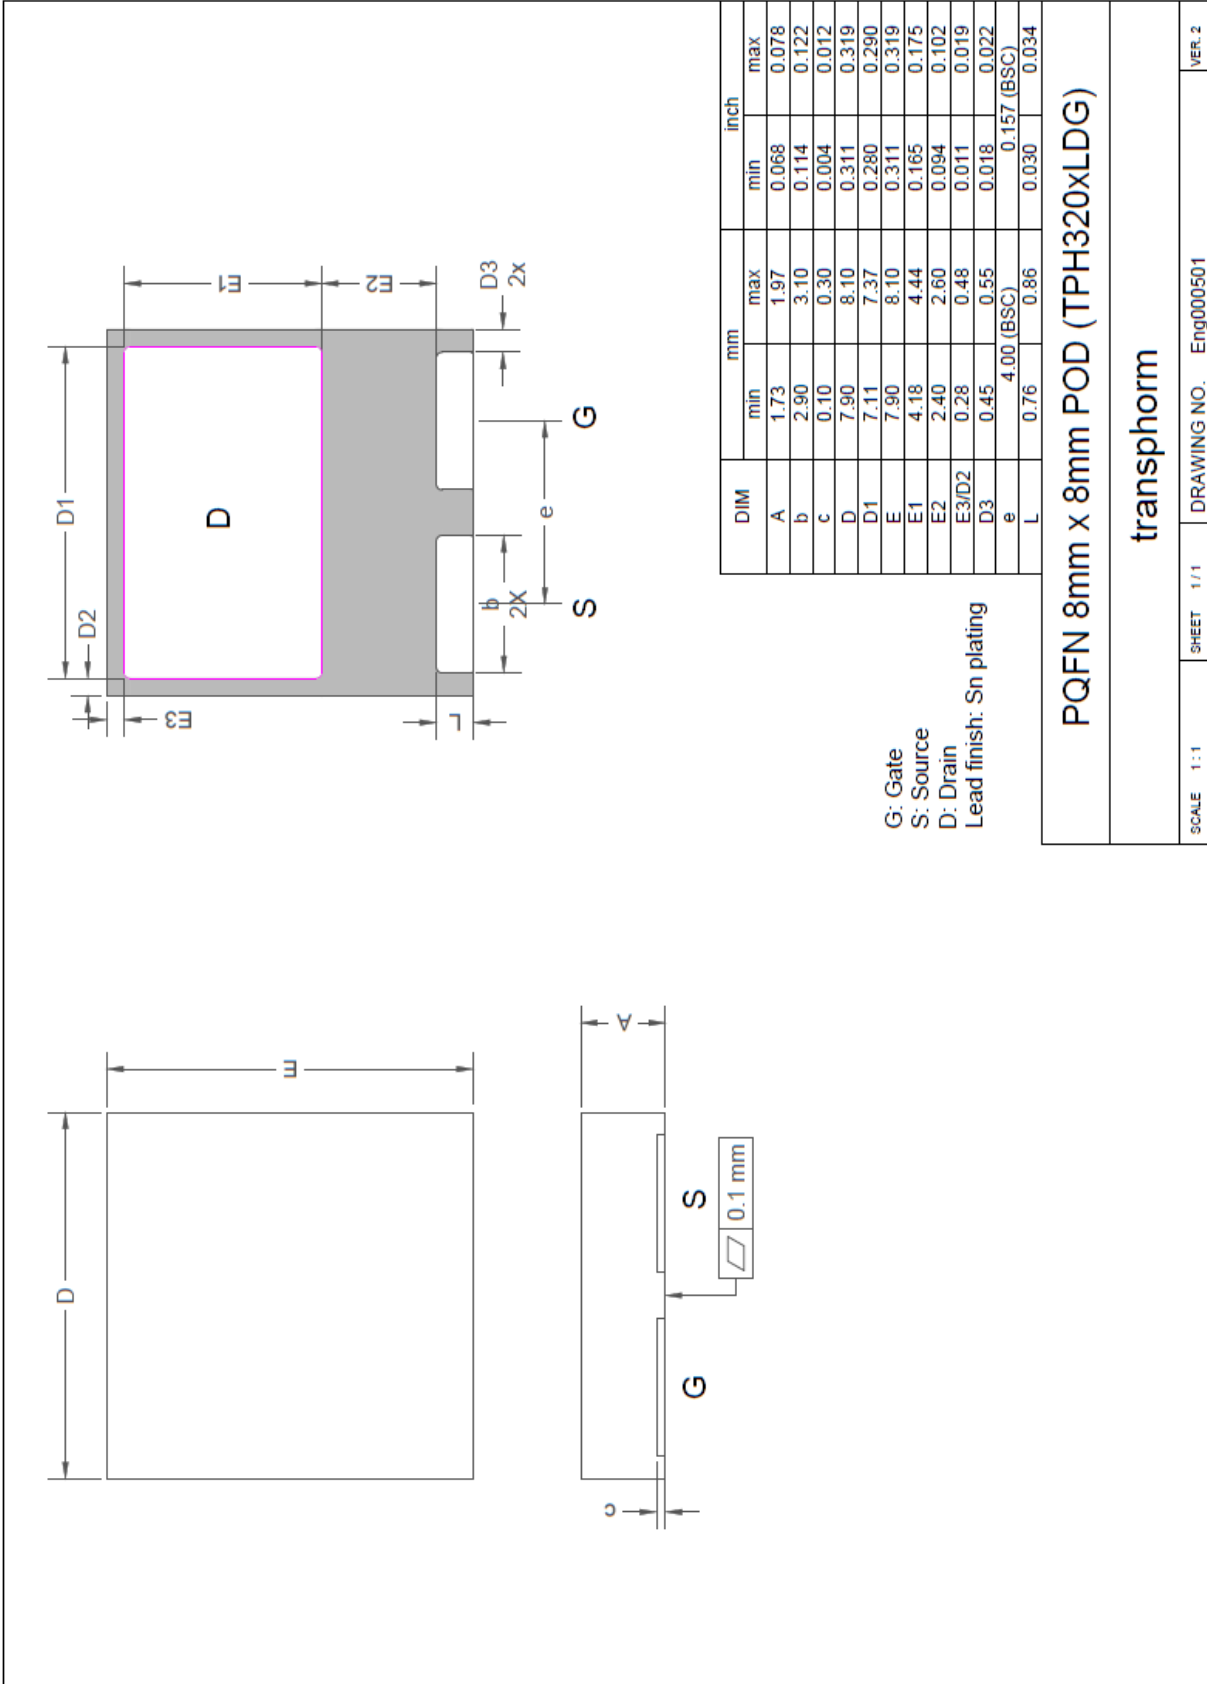 D
E
A
c
G
S
0.1 mm
D2
D1
E3
E1
E2
D
L
b
2X
e
D3
2x
S
G
G: Gate
S: Source
D: Drain
Lead finish: Sn plating
DIM mm inch
min max min max
A 1.73 1.97 0.068 0.078
b 2.90 3.10 0.114 0.122
c 0.10 0.30 0.004 0.012
D 7.90 8.10 0.311 0.319
D1 7.11 7.37 0.280 0.290
E 7.90 8.10 0.311 0.319
E1 4.18 4.44 0.165 0.175
E2 2.40 2.60 0.094 0.102
E3/D2 0.28 0.48 0.011 0.019
D3 0.45 0.55 0.018 0.022
e 4.00 (BSC) 0.157 (BSC)
L 0.76 0.86 0.030 0.034
PQFN 8mm x 8mm POD (TPH320xLDG)
transphorm
SCALE 1 : 1 SHEET 1 / 1 DRAWING NO. Eng000501 VER. 2